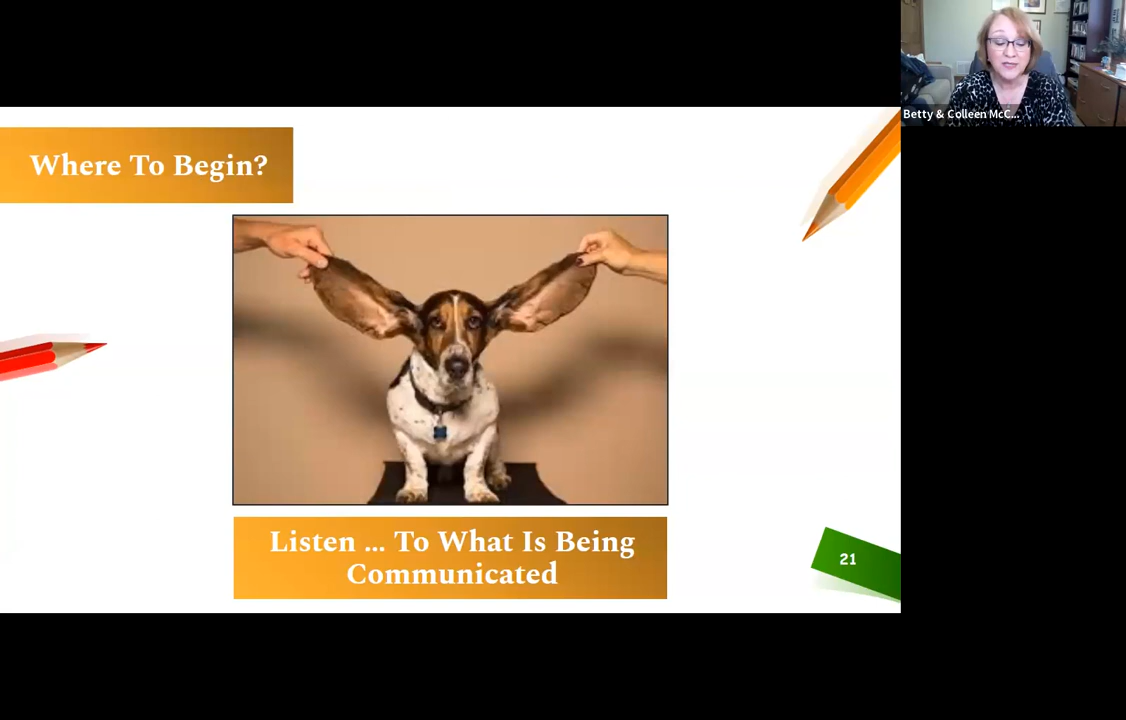 Betty & Colleen McC...
Where To Begin?
Listen ... To What Is Being
Communicated
21